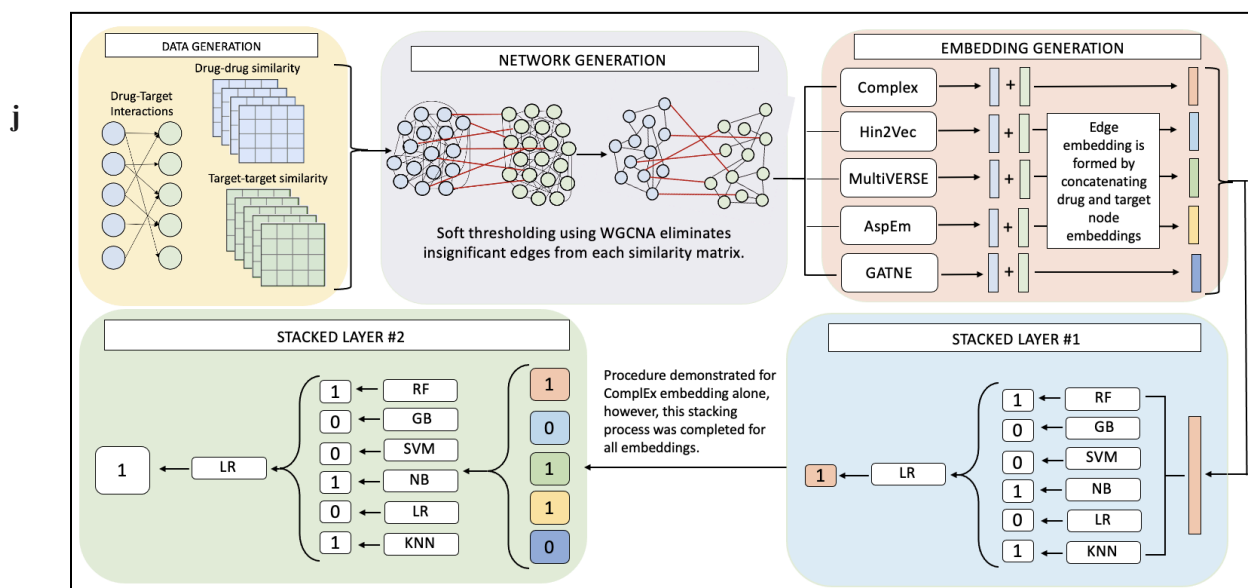 j
DATA GENERATION
Drug-drug similarity
Drug-Target
Interactions
Target-target similarity
NETWORK GENERATION
Soft thresholding using WGCNA eliminates
insignificant edges from each similarity matrix.
EMBEDDING GENERATION
Complex
+
Hin2Vec
+
MultiVERSE
+
AspEm
+
GATNE
+
Edge
embedding is
formed by
concatenating
drug and target
node
embeddings
STACKED LAYER #2
1
LR
1
RF
0
GB
0
SVM
1
NB
0
LR
1
KNN
1
0
1
1
0
Procedure demonstrated for
ComplEx embedding alone,
however, this stacking
process was completed for
all embeddings.
STACKED LAYER #1
1
LR
1
RF
0
GB
0
SVM
1
NB
0
LR
1
KNN